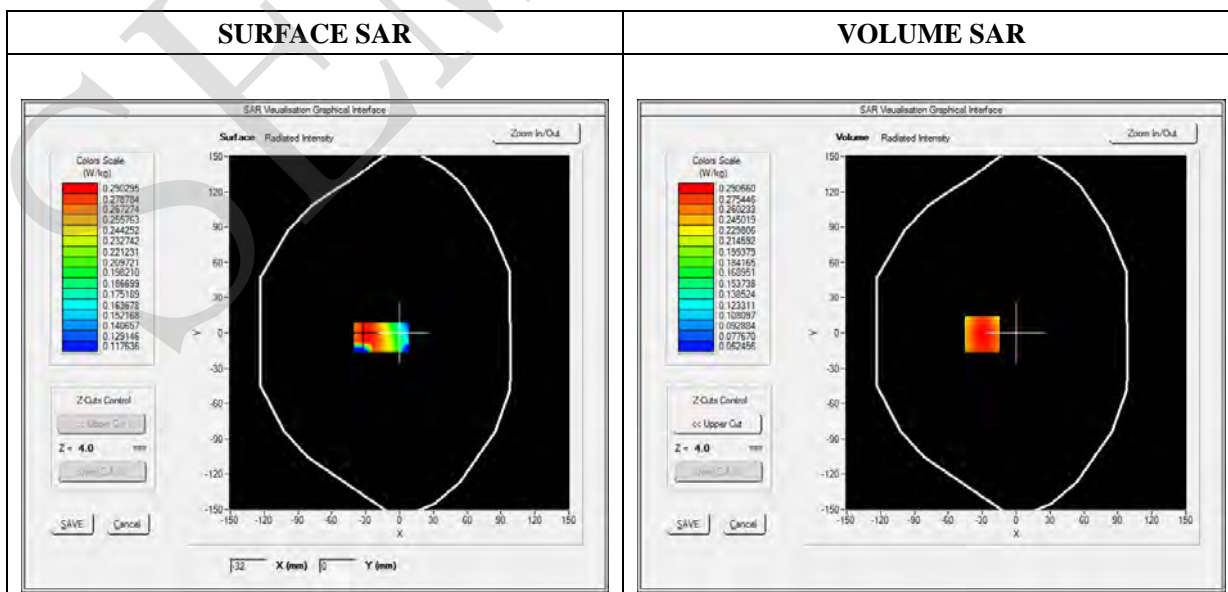 SURFACE SAR
VOLUME SAR
SAR Visualisation Graphical Interface
Surface Radiated Intensity
Zoom In/Out
Colors Scale
(W/kg)
0.290295
0.278784
0.267274
0.255763
0.244252
0.232742
0.221231
0.209721
0.198210
0.186699
0.175189
0.163678
0.152168
0.140657
0.129146
0.117636
150
120
90
60
30
0
-30
-60
-90
-120
-150
Y
-150 -120 -90 -60 -30 0 30 60 90 120 150
X
Z-Cuts Control
<< Upper Cut
Z = 4.0 mm
SAVE Cancel
-32 X (mm) 0 Y (mm)
SAR Visualisation Graphical Interface
Volume Radiated Intensity
Zoom In/Out
Colors Scale
(W/kg)
0.290660
0.275446
0.260233
0.245019
0.229806
0.214592
0.199379
0.184165
0.168951
0.153738
0.138524
0.123311
0.108097
0.092884
0.077670
0.062456
150
120
90
60
30
0
-30
-60
-90
-120
-150
Y
-150 -120 -90 -60 -30 0 30 60 90 120 150
X
Z-Cuts Control
<< Upper Cut
Z = 4.0 mm
SAVE Cancel